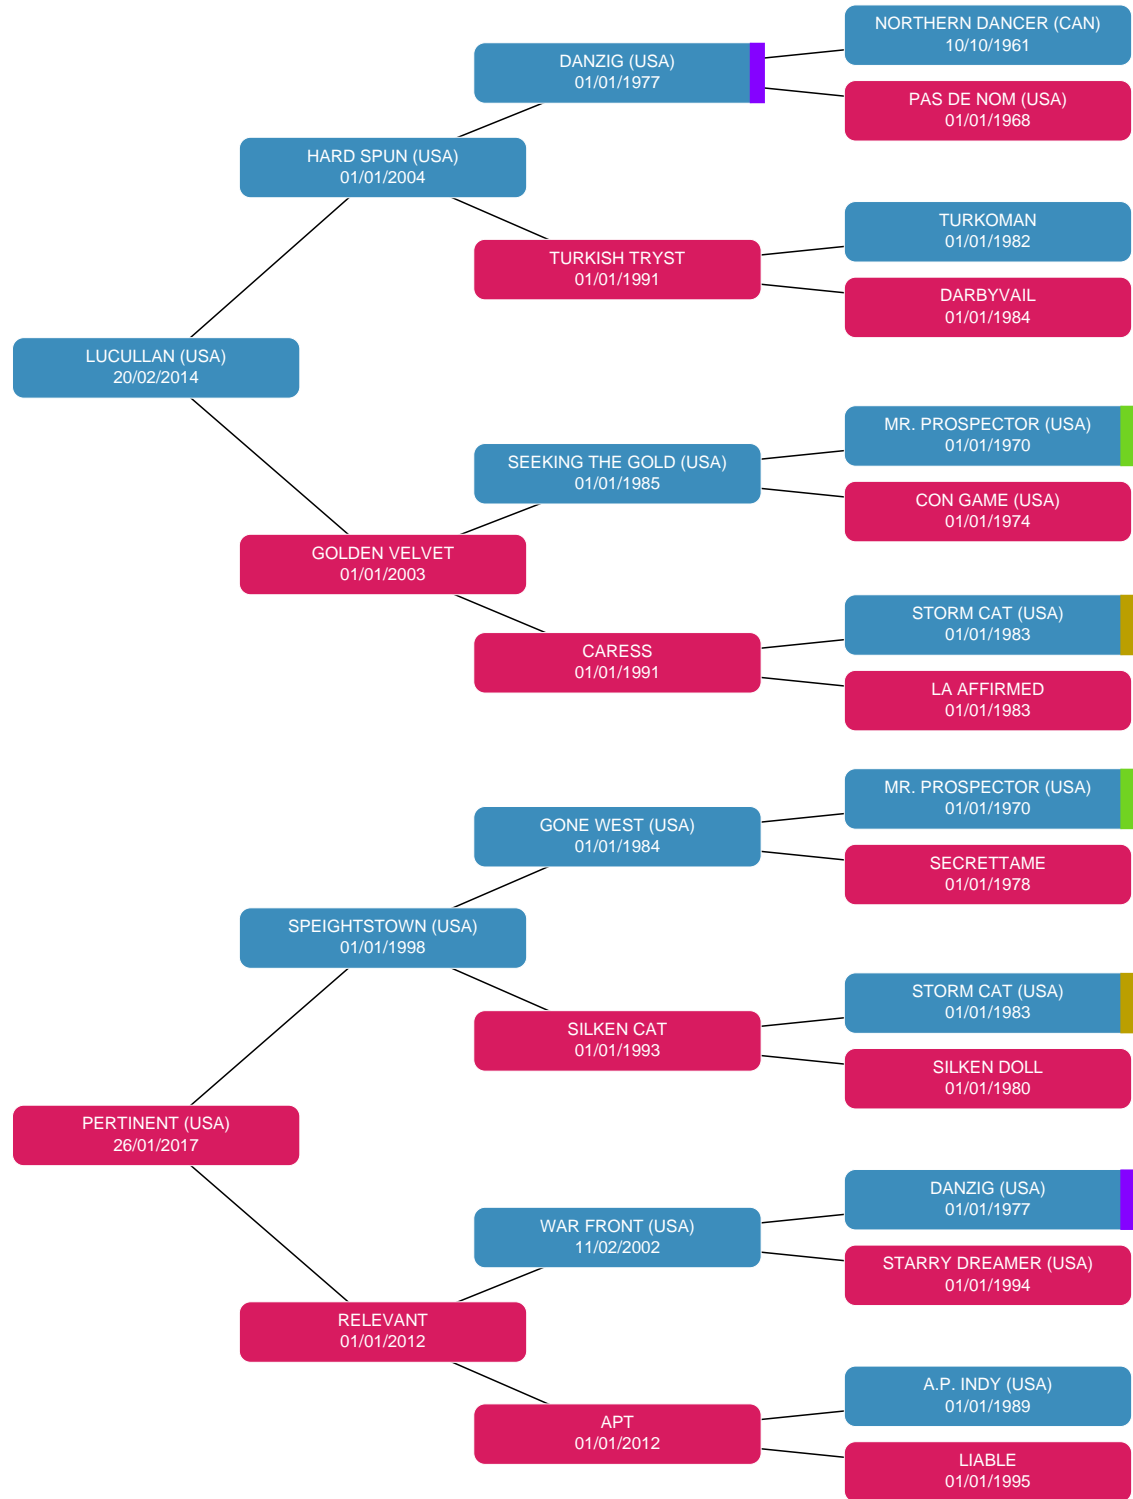 NORTHERN DANCER (CAN)
10/10/1961
DANZIG (USA)
01/01/1977
PAS DE NOM (USA)
01/01/1968
HARD SPUN (USA)
01/01/2004
TURKOMAN
01/01/1982
TURKISH TRYST
01/01/1991
DARBYVAIL
01/01/1984
LUCULLAN (USA)
20/02/2014
MR. PROSPECTOR (USA)
01/01/1970
SEEKING THE GOLD (USA)
01/01/1985
CON GAME (USA)
01/01/1974
GOLDEN VELVET
01/01/2003
STORM CAT (USA)
01/01/1983
CARESS
01/01/1991
LA AFFIRMED
01/01/1983
MR. PROSPECTOR (USA)
01/01/1970
GONE WEST (USA)
01/01/1984
SECRETTAME
01/01/1978
SPEIGHTSTOWN (USA)
01/01/1998
STORM CAT (USA)
01/01/1983
SILKEN CAT
01/01/1993
SILKEN DOLL
01/01/1980
PERTINENT (USA)
26/01/2017
DANZIG (USA)
01/01/1977
WAR FRONT (USA)
11/02/2002
STARRY DREAMER (USA)
01/01/1994
RELEVANT
01/01/2012
A.P. INDY (USA)
01/01/1989
APT
01/01/2012
LIABLE
01/01/1995